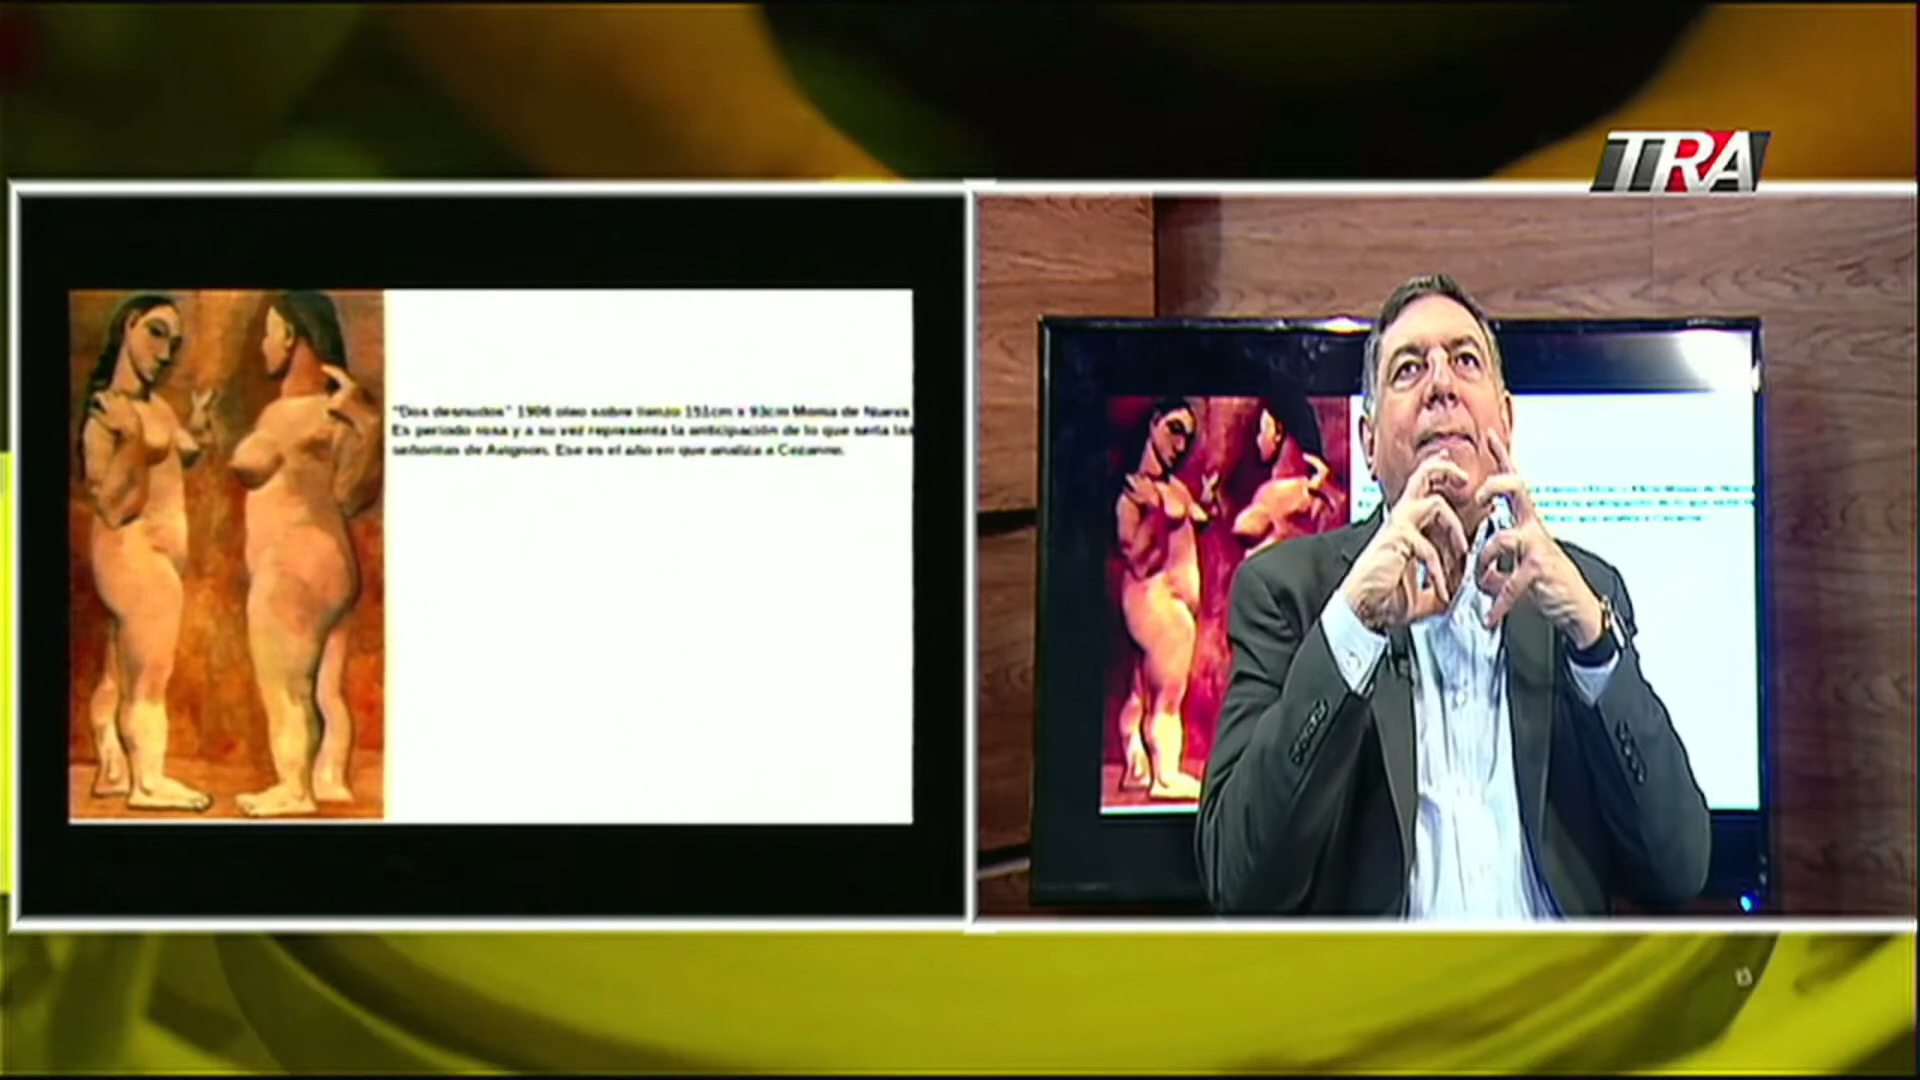 TRA
"Dos desnudos" 1906 oleo sobre lienzo 151cm x 93cm Moma de Nueva
Es periodo rosa y a su vez representa la anticipación de lo que seria las
señoritas de Avignon. Ese es el año en que analiza a Cezanne.